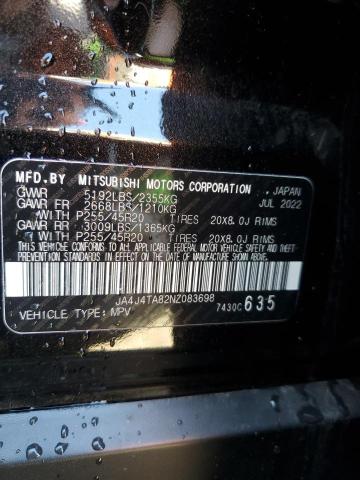 MFD.BY MITSUBISHI MOTORS CORPORATION JAPAN
GVWR 5192LBS/2355KG JUL 2022
GAWR FR 2668LBS/1210KG
WITH P255/45R20 TIRES 20X8.0J RIMS
GAWR RR 3009LBS/1365KG
WITH P255/45R20 TIRES 20X8.0J RIMS
THIS VEHICLE CONFORMS TO ALL APPLICABLE FEDERAL MOTOR VEHICLE SAFETY
AND THEFT PREVENTION STANDARDS IN EFFECT ON THE DATE OF MANUFACTURE
JA4J4TA82NZ083698 7430C 635
VEHICLE TYPE: MPV